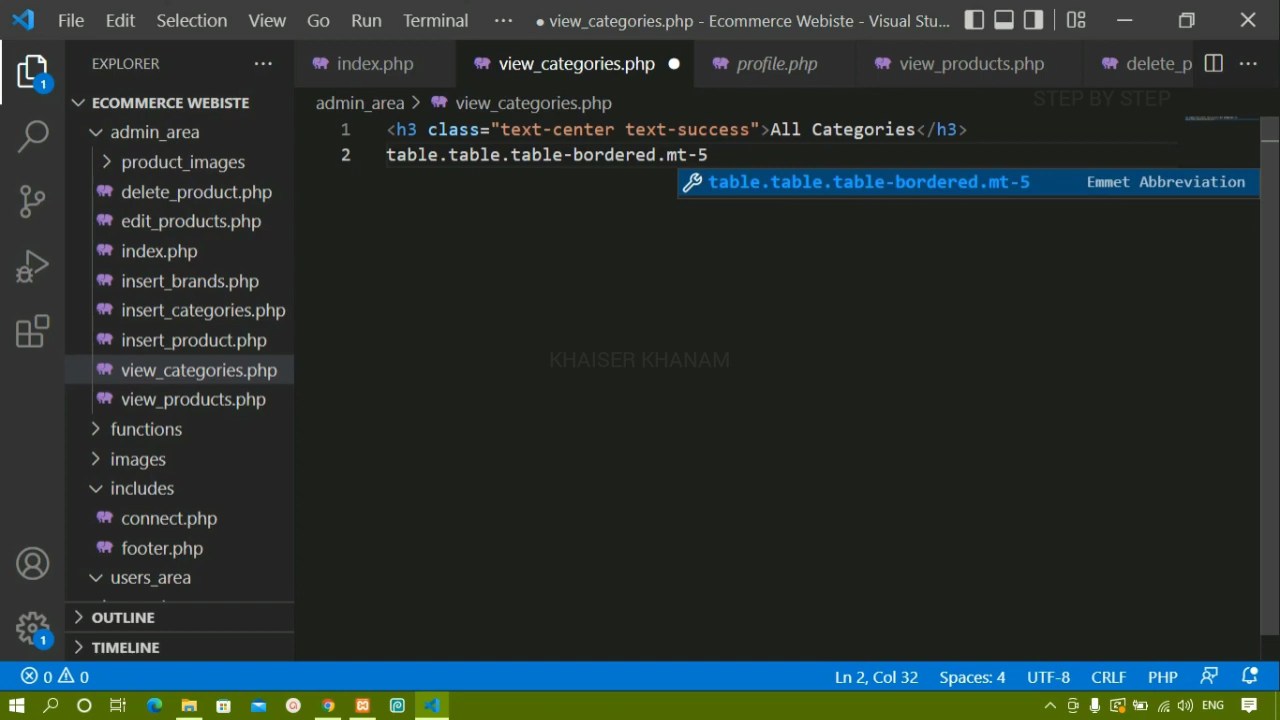 File Edit Selection View Go Run Terminal ··· ● view_categories.php - Ecommerce Webiste - Visual Stu...
EXPLORER ···
index.php view_categories.php ● profile.php view_products.php delete_p ···
1
ECOMMERCE WEBISTE
admin_area > view_categories.php
STEP BY STEP
admin_area
product_images
delete_product.php
edit_products.php
index.php
insert_brands.php
insert_categories.php
insert_product.php
view_categories.php
view_products.php
functions
images
includes
connect.php
footer.php
users_area
OUTLINE
TIMELINE
1
1 <h3 class="text-center text-success">All Categories</h3>
2 table.table.table-bordered.mt-5
table.table.table-bordered.mt-5 Emmet Abbreviation
KHAISER KHANAM
0 0 Ln 2, Col 32 Spaces: 4 UTF-8 CRLF PHP
ENG